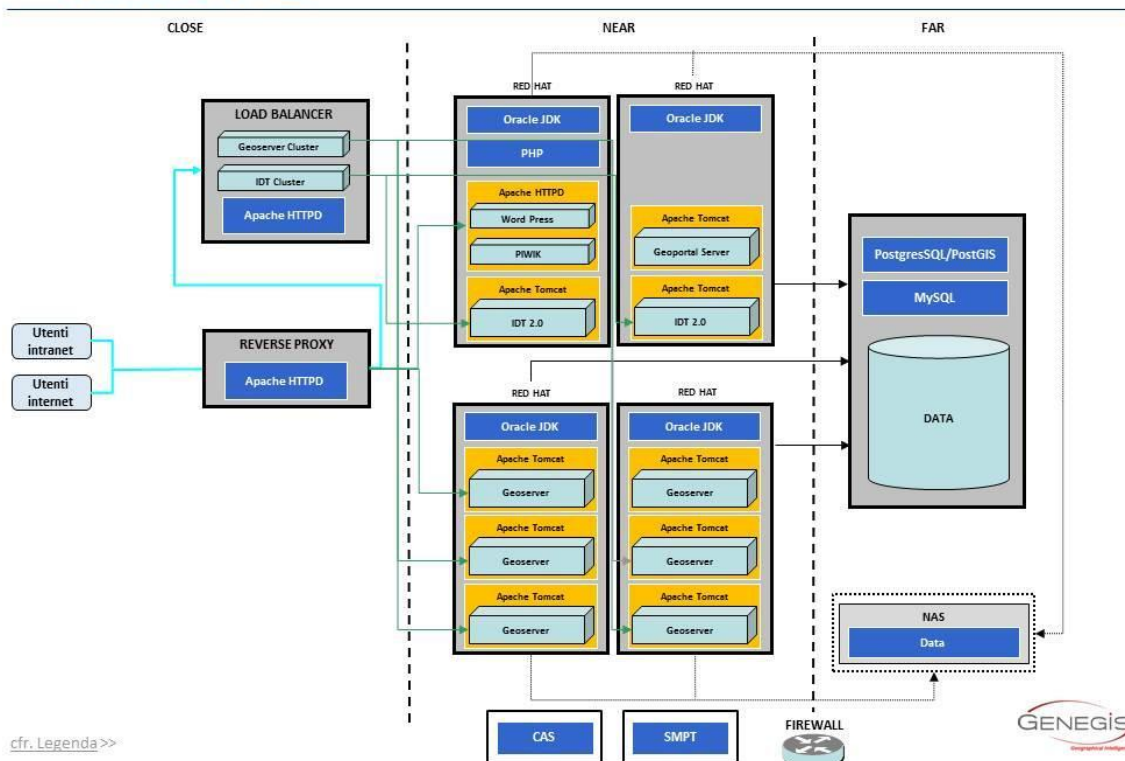 CLOSE
NEAR
FAR
RED HAT
RED HAT
LOAD BALANCER
Geoserver Cluster
IDT Cluster
Apache HTTPD
Oracle JDK
PHP
Apache HTTPD
Word Press
PIWIK
Apache Tomcat
IDT 2.0
Oracle JDK
Apache Tomcat
Geoportal Server
Apache Tomcat
IDT 2.0
PostgresSQL/PostGIS
MySQL
DATA
Utenti
intranet
Utenti
internet
REVERSE PROXY
Apache HTTPD
RED HAT
RED HAT
Oracle JDK
Apache Tomcat
Geoserver
Apache Tomcat
Geoserver
Apache Tomcat
Geoserver
Oracle JDK
Apache Tomcat
Geoserver
Apache Tomcat
Geoserver
Apache Tomcat
Geoserver
NAS
Data
CAS
SMPT
FIREWALL
GENEGIS
cfr. Legenda >>